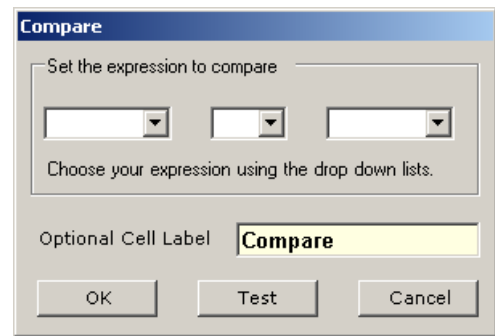 Compare
Set the expression to compare
Choose your expression using the drop down lists.
Optional Cell Label Compare
OK Test Cancel